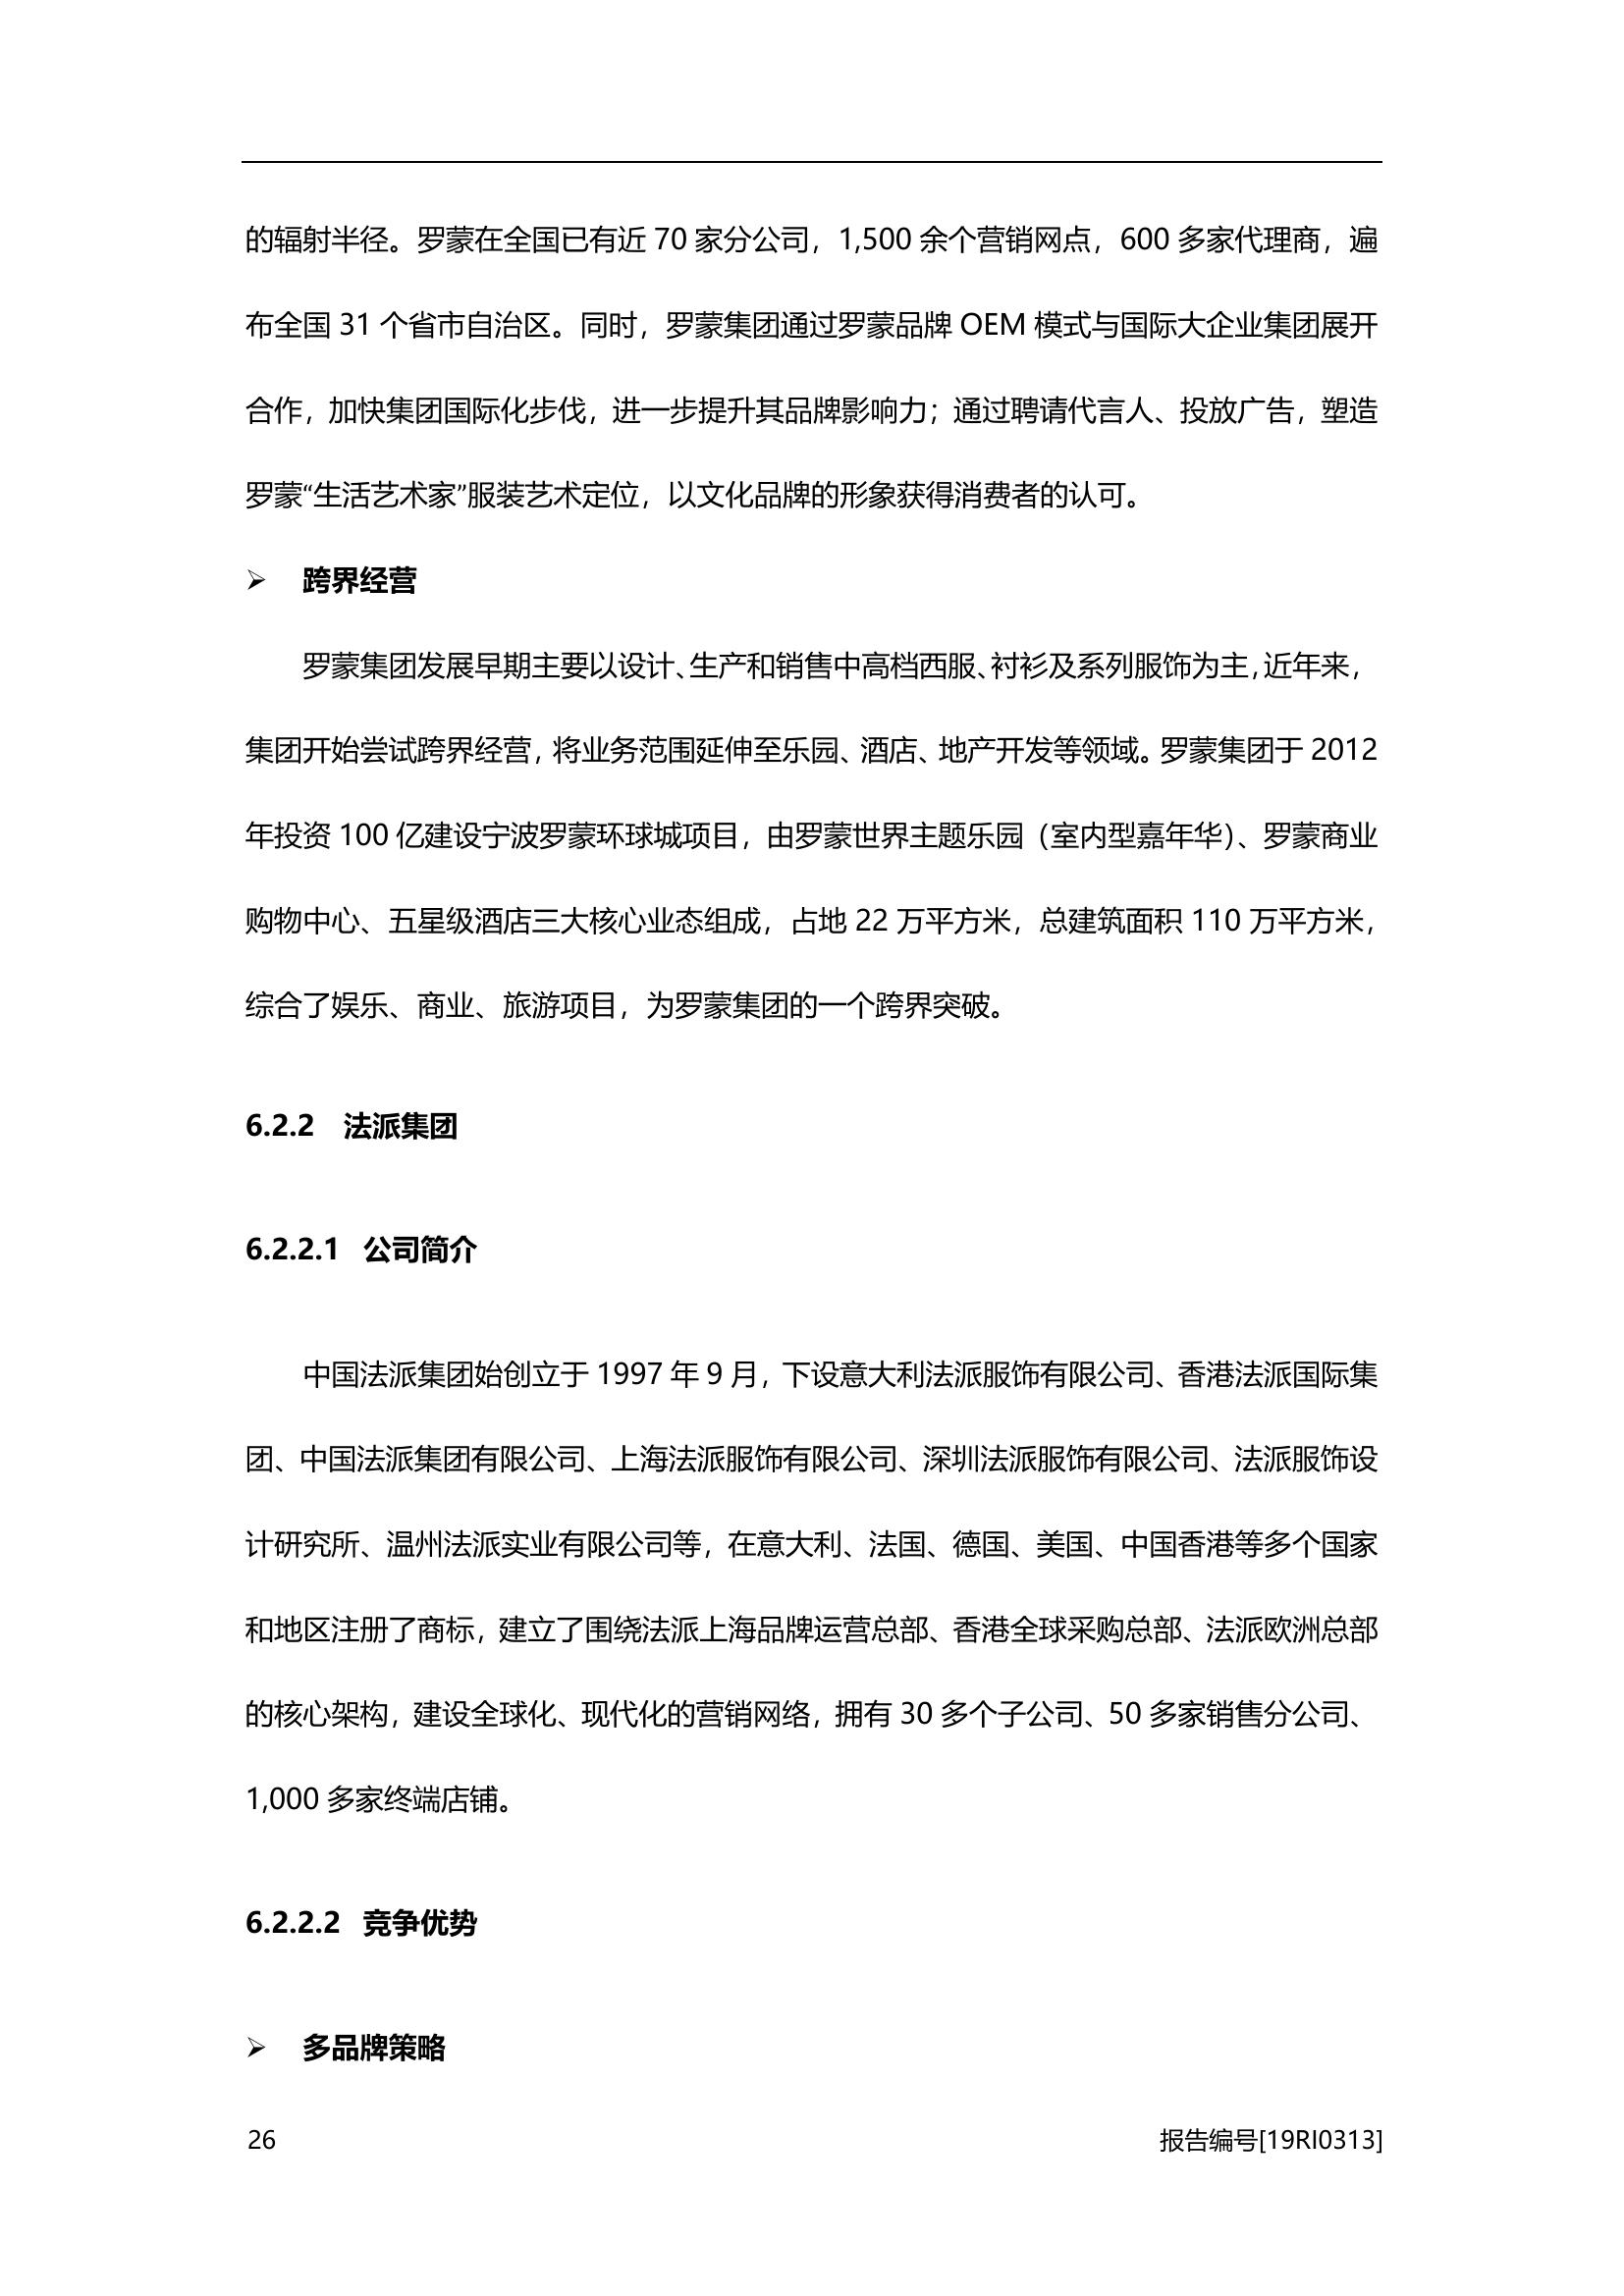 的辐射半径。罗蒙在全国已有近 70 家分公司，1,500 余个营销网点，600 多家代理商，遍
布全国 31 个省市自治区。同时，罗蒙集团通过罗蒙品牌 OEM 模式与国际大企业集团展开
合作，加快集团国际化步伐，进一步提升其品牌影响力；通过聘请代言人、投放广告，塑造
罗蒙“生活艺术家”服装艺术定位，以文化品牌的形象获得消费者的认可。
➢ 跨界经营
罗蒙集团发展早期主要以设计、生产和销售中高档西服、衬衫及系列服饰为主，近年来，
集团开始尝试跨界经营，将业务范围延伸至乐园、酒店、地产开发等领域。罗蒙集团于 2012
年投资 100 亿建设宁波罗蒙环球城项目，由罗蒙世界主题乐园（室内型嘉年华）、罗蒙商业
购物中心、五星级酒店三大核心业态组成，占地 22 万平方米，总建筑面积 110 万平方米，
综合了娱乐、商业、旅游项目，为罗蒙集团的一个跨界突破。
6.2.2 法派集团
6.2.2.1 公司简介
中国法派集团始创立于 1997 年 9 月，下设意大利法派服饰有限公司、香港法派国际集
团、中国法派集团有限公司、上海法派服饰有限公司、深圳法派服饰有限公司、法派服饰设
计研究所、温州法派实业有限公司等，在意大利、法国、德国、美国、中国香港等多个国家
和地区注册了商标，建立了围绕法派上海品牌运营总部、香港全球采购总部、法派欧洲总部
的核心架构，建设全球化、现代化的营销网络，拥有 30 多个子公司、50 多家销售分公司、
1,000 多家终端店铺。
6.2.2.2 竞争优势
➢ 多品牌策略
26 报告编号[19RI0313]